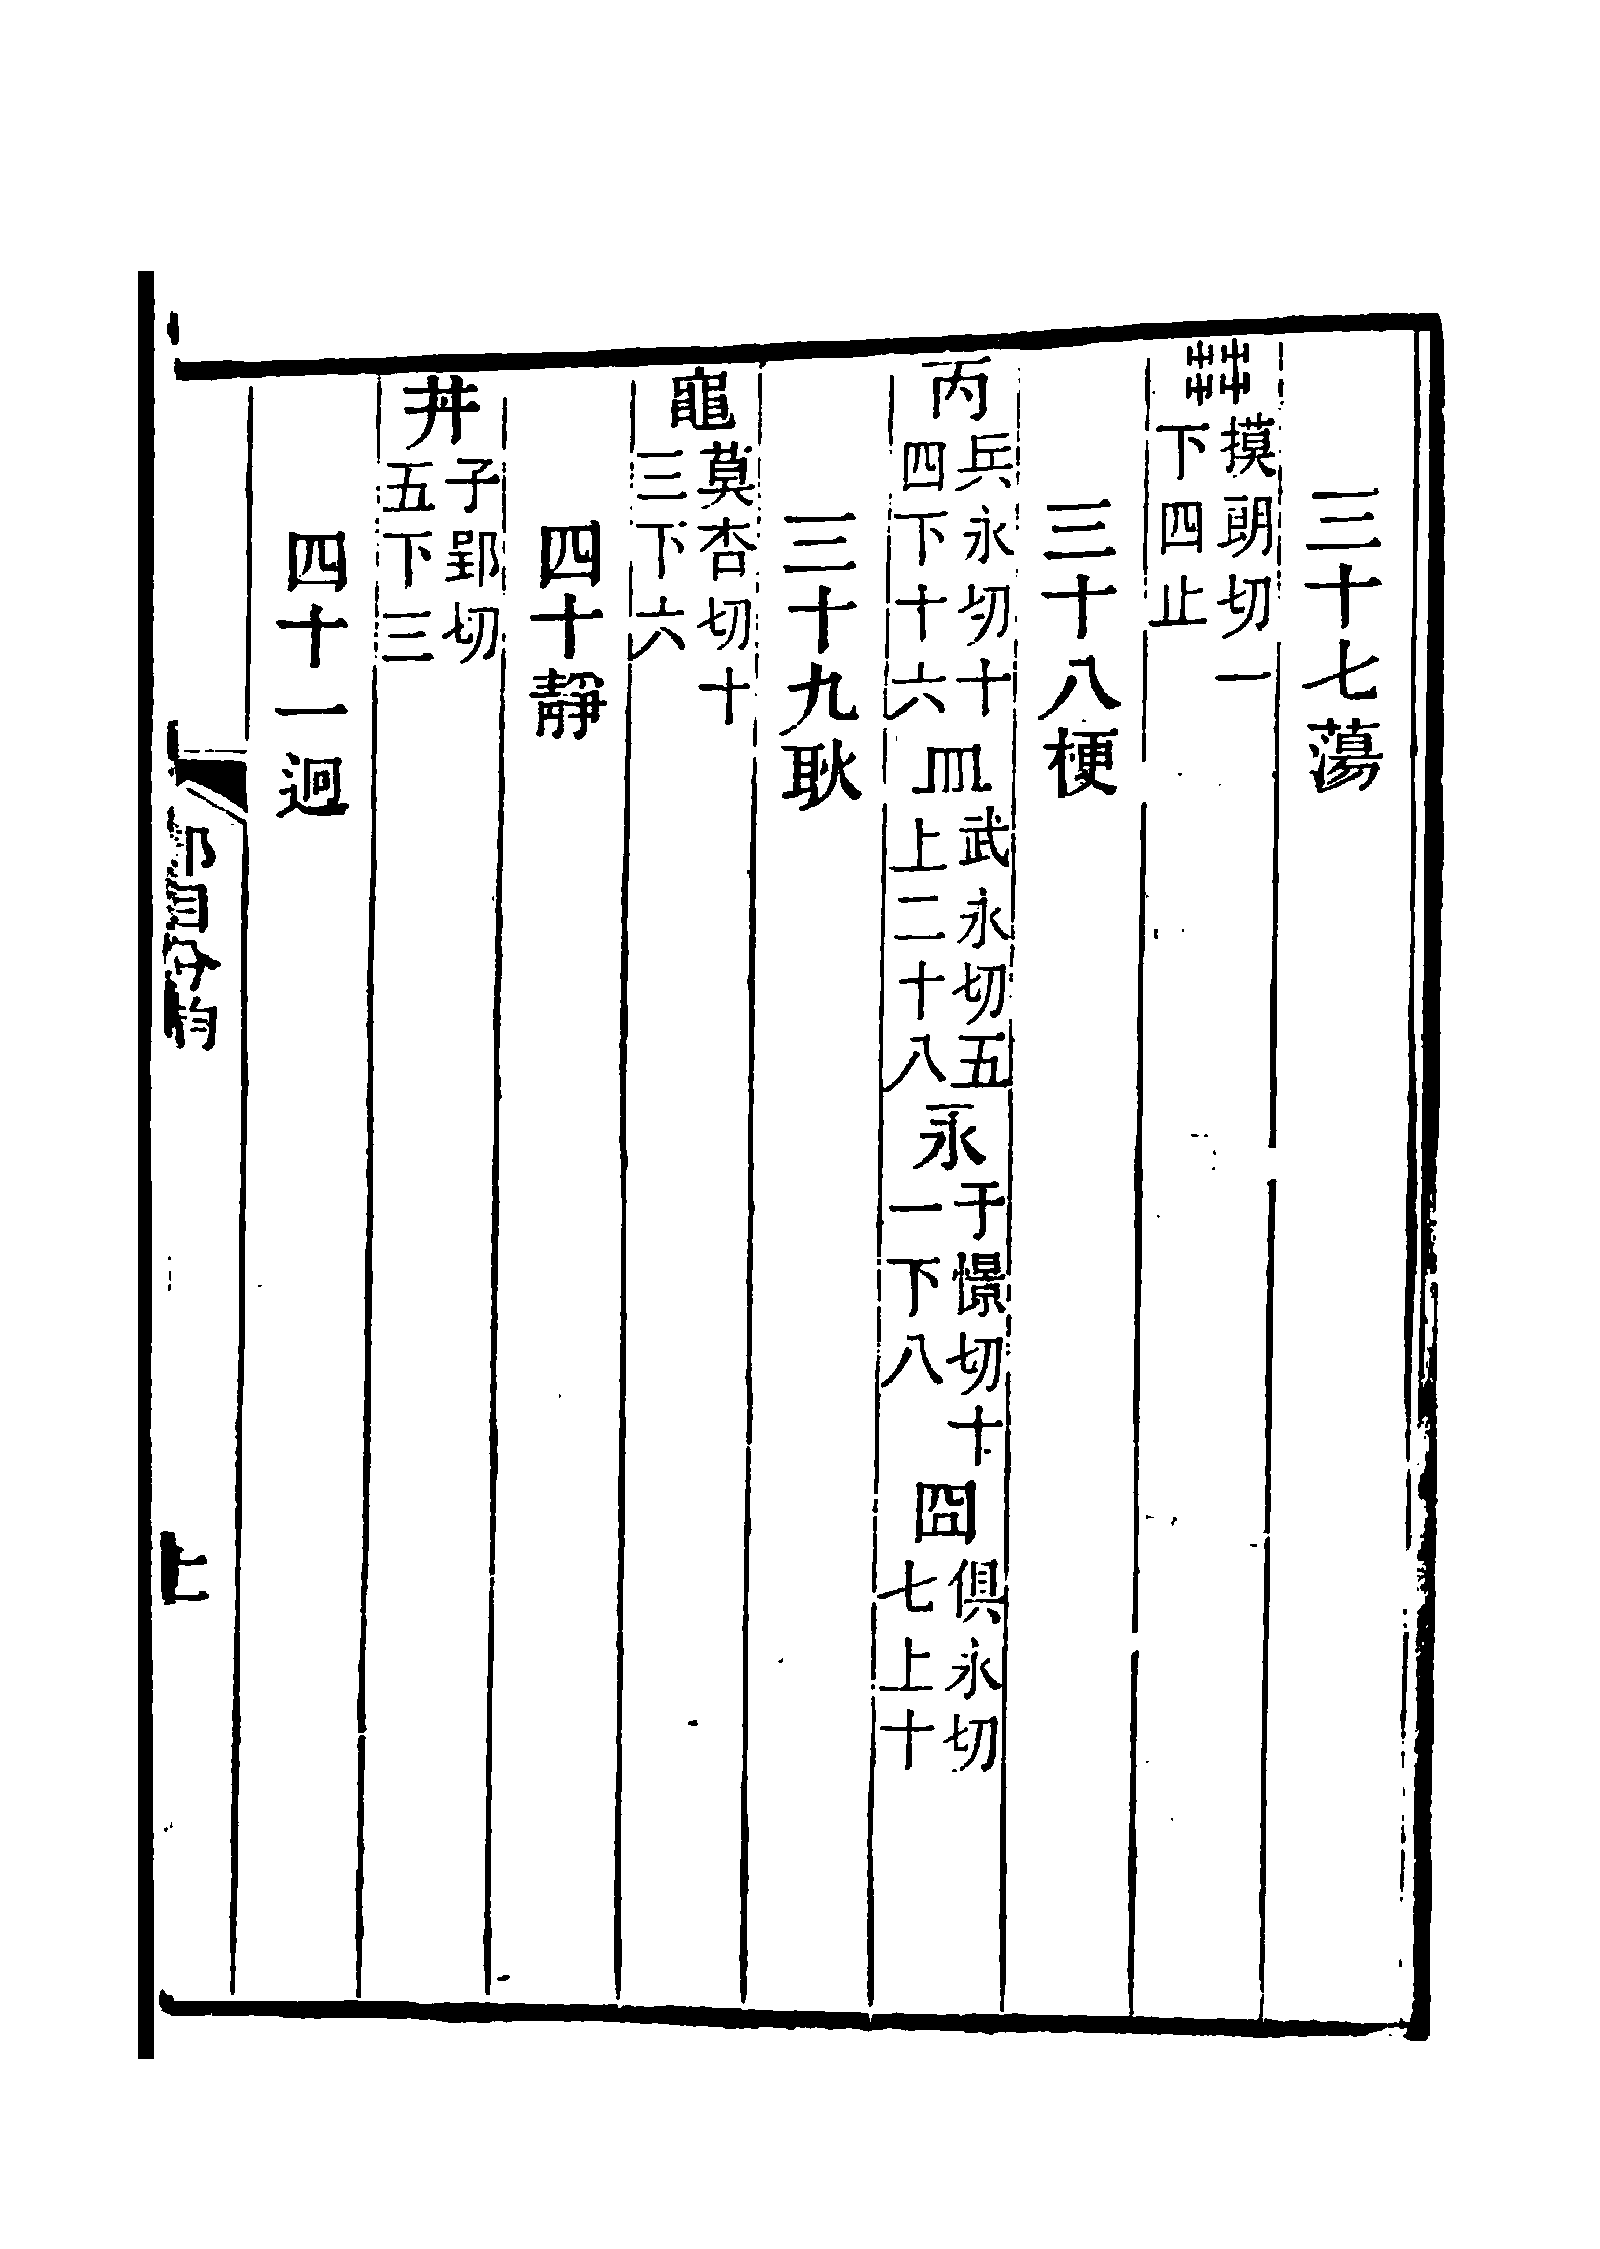 三十七蕩
茻摸朗切一下四止
三十八梗
丙兵永切十四下十六皿武永切五上二十八永于憬切十一下八囧俱永切七上十
三十九耿
黽莫杏切十三下六
四十靜
丼子郢切五下三
四十一迥
部目分韵
上